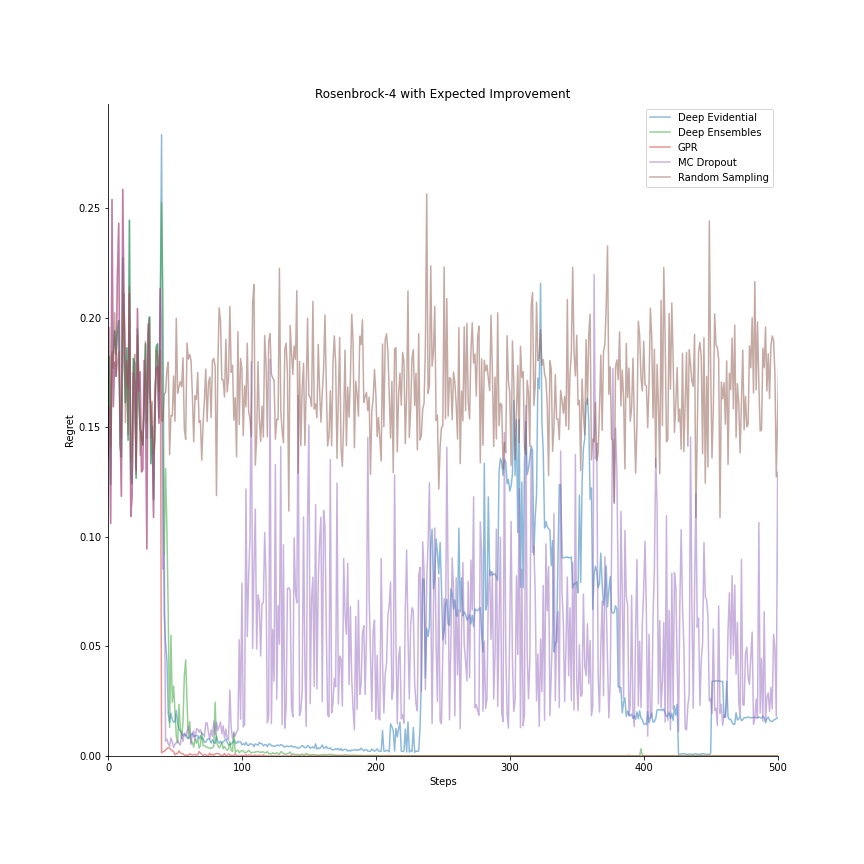 Rosenbrock-4 with Expected Improvement
Deep Evidential
Deep Ensembles
GPR
MC Dropout
Random Sampling
Regret
0.25
0.20
0.15
0.10
0.05
0.00
0 100 200 300 400 500
Steps